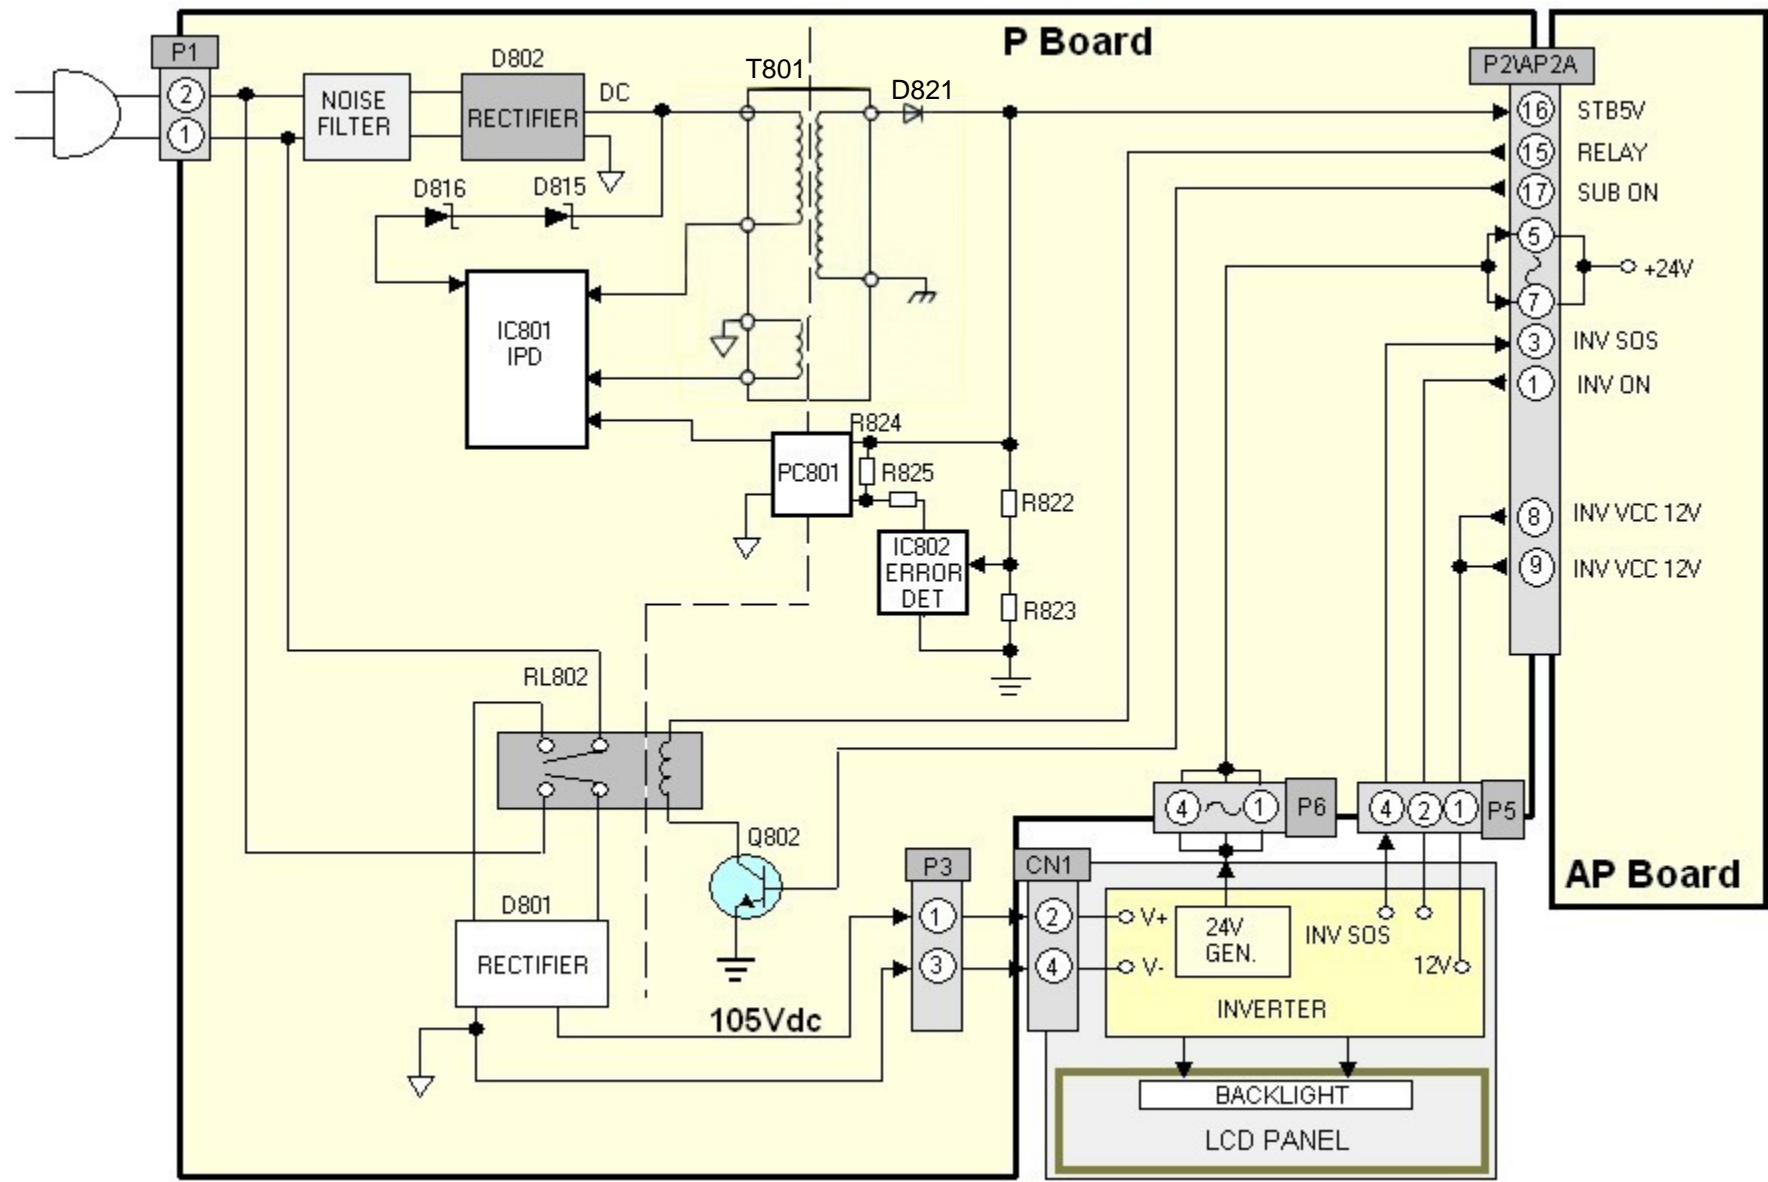 P Board
P1
2
1
NOISE
FILTER
D802
RECTIFIER
DC
T801
D821
P2\AP2A
16 STB5V
15 RELAY
17 SUB ON
5
7
+24V
3 INV SOS
1 INV ON
8 INV VCC 12V
9 INV VCC 12V
D816
D815
IC801
IPD
R824
PC801
R825
R822
IC802
ERROR
DET
R823
RL802
Q802
D801
RECTIFIER
105Vdc
P3
1
3
CN1
2
4
4 1 P6
4 2 1 P5
AP Board
V+
V-
24V
GEN.
INV SOS
12V
INVERTER
BACKLIGHT
LCD PANEL